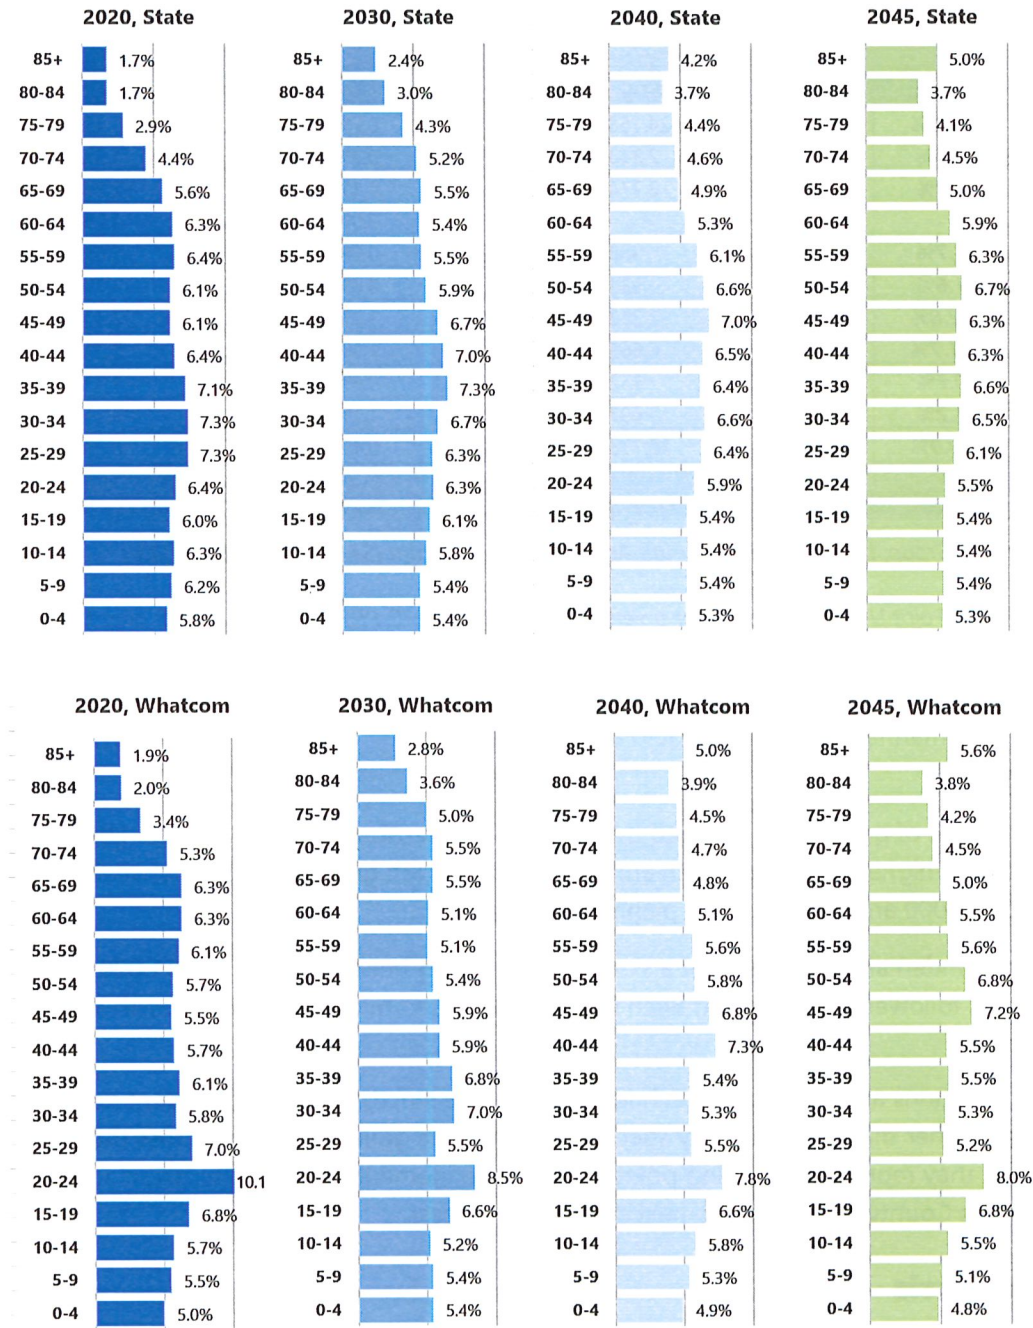 2020, State 2030, State 2040, State 2045, State
85+ 1.7% 85+ 2.4% 85+ 4.2% 85+ 5.0%
80-84 1.7% 80-84 3.0% 80-84 3.7% 80-84 3.7%
75-79 2.9% 75-79 4.3% 75-79 4.4% 75-79 4.1%
70-74 4.4% 70-74 5.2% 70-74 4.6% 70-74 4.5%
65-69 5.6% 65-69 5.5% 65-69 4.9% 65-69 5.0%
60-64 6.3% 60-64 5.4% 60-64 5.3% 60-64 5.9%
55-59 6.4% 55-59 5.5% 55-59 6.1% 55-59 6.3%
50-54 6.1% 50-54 5.9% 50-54 6.6% 50-54 6.7%
45-49 6.1% 45-49 6.7% 45-49 7.0% 45-49 6.3%
40-44 6.4% 40-44 7.0% 40-44 6.5% 40-44 6.3%
35-39 7.1% 35-39 7.3% 35-39 6.4% 35-39 6.6%
30-34 7.3% 30-34 6.7% 30-34 6.6% 30-34 6.5%
25-29 7.3% 25-29 6.3% 25-29 6.4% 25-29 6.1%
20-24 6.4% 20-24 6.3% 20-24 5.9% 20-24 5.5%
15-19 6.0% 15-19 6.1% 15-19 5.4% 15-19 5.4%
10-14 6.3% 10-14 5.8% 10-14 5.4% 10-14 5.4%
5-9 6.2% 5-9 5.4% 5-9 5.4% 5-9 5.4%
0-4 5.8% 0-4 5.4% 0-4 5.3% 0-4 5.3%
2020, Whatcom 2030, Whatcom 2040, Whatcom 2045, Whatcom
85+ 1.9% 85+ 2.8% 85+ 5.0% 85+ 5.6%
80-84 2.0% 80-84 3.6% 80-84 3.9% 80-84 3.8%
75-79 3.4% 75-79 5.0% 75-79 4.5% 75-79 4.2%
70-74 5.3% 70-74 5.5% 70-74 4.7% 70-74 4.5%
65-69 6.3% 65-69 5.5% 65-69 4.8% 65-69 5.0%
60-64 6.3% 60-64 5.1% 60-64 5.1% 60-64 5.5%
55-59 6.1% 55-59 5.1% 55-59 5.6% 55-59 5.6%
50-54 5.7% 50-54 5.4% 50-54 5.8% 50-54 6.8%
45-49 5.5% 45-49 5.9% 45-49 6.8% 45-49 7.2%
40-44 5.7% 40-44 5.9% 40-44 7.3% 40-44 5.5%
35-39 6.1% 35-39 6.8% 35-39 5.4% 35-39 5.5%
30-34 5.8% 30-34 7.0% 30-34 5.3% 30-34 5.3%
25-29 7.0% 25-29 5.5% 25-29 5.5% 25-29 5.2%
20-24 10.1 20-24 8.5% 20-24 7.8% 20-24 8.0%
15-19 6.8% 15-19 6.6% 15-19 6.6% 15-19 6.8%
10-14 5.7% 10-14 5.2% 10-14 5.8% 10-14 5.5%
5-9 5.5% 5-9 5.4% 5-9 5.3% 5-9 5.1%
0-4 5.0% 0-4 5.4% 0-4 4.9% 0-4 4.8%